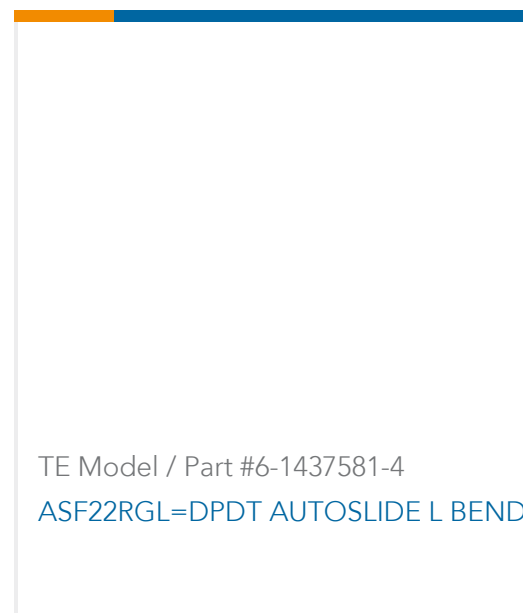 TE Model / Part #6-1437581-4
ASF22RGL=DPDT AUTOSLIDE L BEND